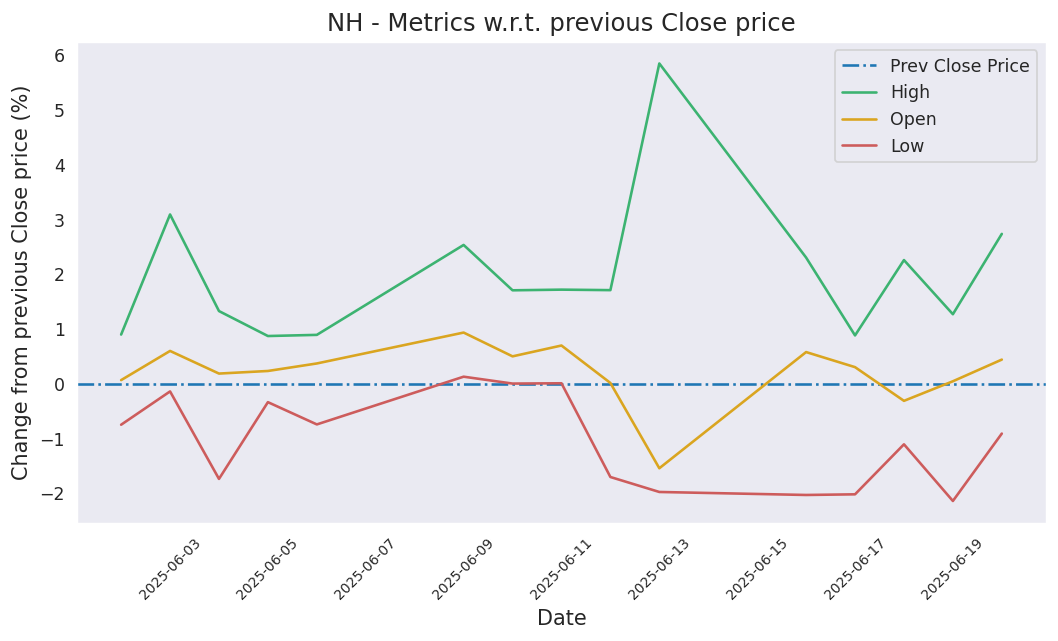 NH - Metrics w.r.t. previous Close price
Change from previous Close price (%)
6
5
4
3
2
1
0
−1
−2
Prev Close Price
High
Open
Low
2025-06-03
2025-06-05
2025-06-07
2025-06-09
2025-06-11
2025-06-13
2025-06-15
2025-06-17
2025-06-19
Date